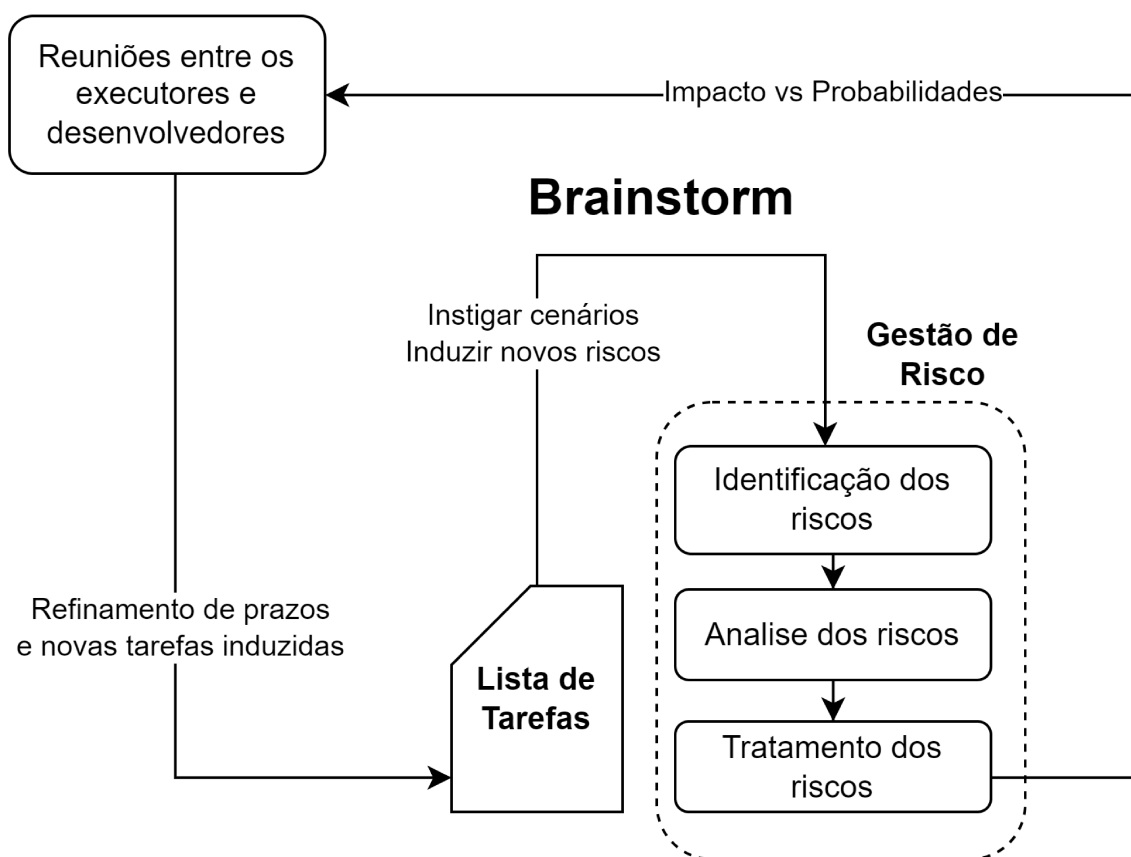 Reuniões entre os
executores e
desenvolvedores
Impacto vs Probabilidades
Brainstorm
Instigar cenários
Induzir novos riscos
Gestão de
Risco
Identificação dos
riscos
Analise dos riscos
Tratamento dos
riscos
Refinamento de prazos
e novas tarefas induzidas
Lista de
Tarefas